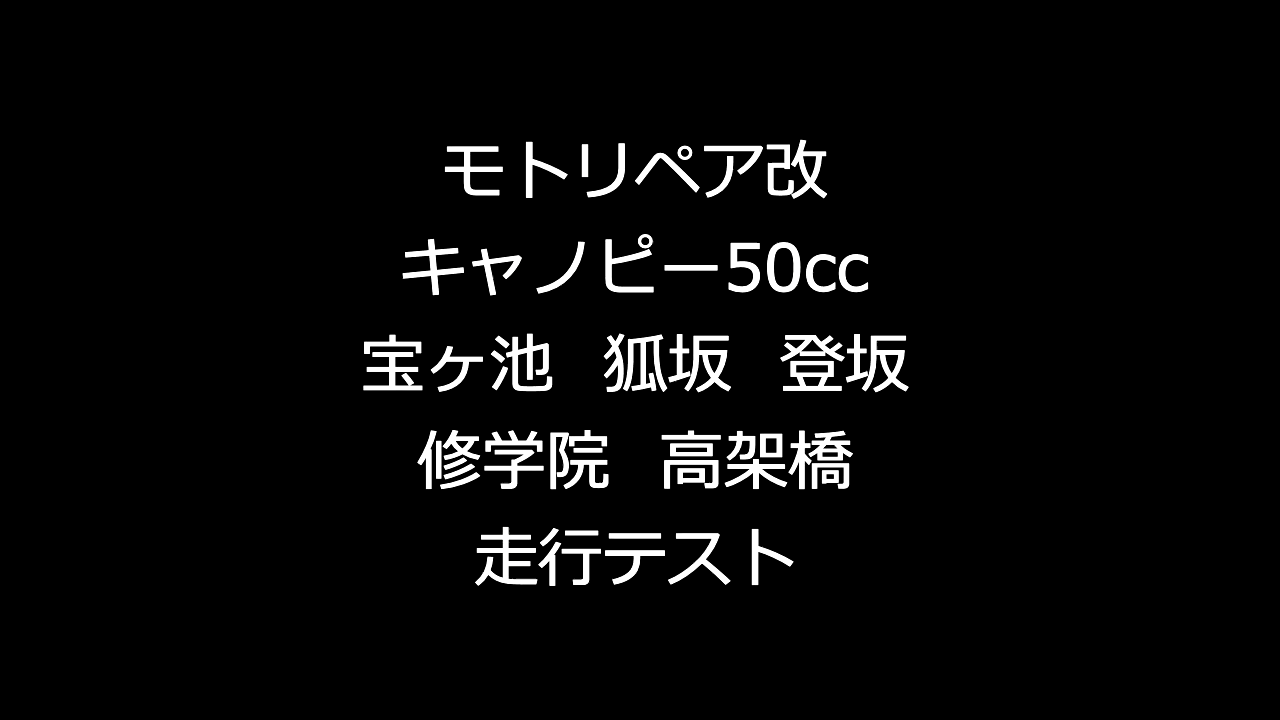 モトリペア改
キャノピー50cc
宝ヶ池 狐坂 登坂
修学院 高架橋
走行テスト